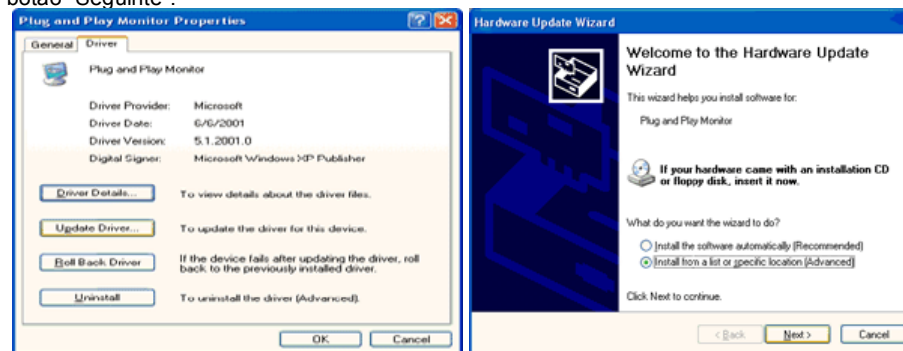 botão "Seguinte".
Plug and Play Monitor Properties
General Driver
Plug and Play Monitor
Driver Provider: Microsoft
Driver Date: 6/6/2001
Driver Version: 5.1.2001.0
Digital Signer: Microsoft Windows XP Publisher
Driver Details... To view details about the driver files.
Update Driver... To update the driver for this device.
Roll Back Driver If the device fails after updating the driver, roll
back to the previously installed driver.
Uninstall To uninstall the driver (Advanced).
OK Cancel
Hardware Update Wizard
Welcome to the Hardware Update
Wizard
This wizard helps you install software for:
Plug and Play Monitor
If your hardware came with an installation CD
or floppy disk, insert it now.
What do you want the wizard to do?
Install the software automatically (Recommended)
Install from a list or specific location (Advanced)
Click Next to continue.
< Back Next > Cancel